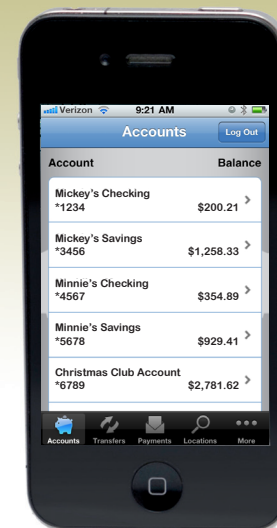 Verizon 9:21 AM
Accounts Log Out
Account Balance
Mickey's Checking
*1234 $200.21
Mickey's Savings
*3456 $1,258.33
Minnie's Checking
*4567 $354.89
Minnie's Savings
*5678 $929.41
Christmas Club Account
*6789 $2,781.62
Accounts Transfers Payments Locations More